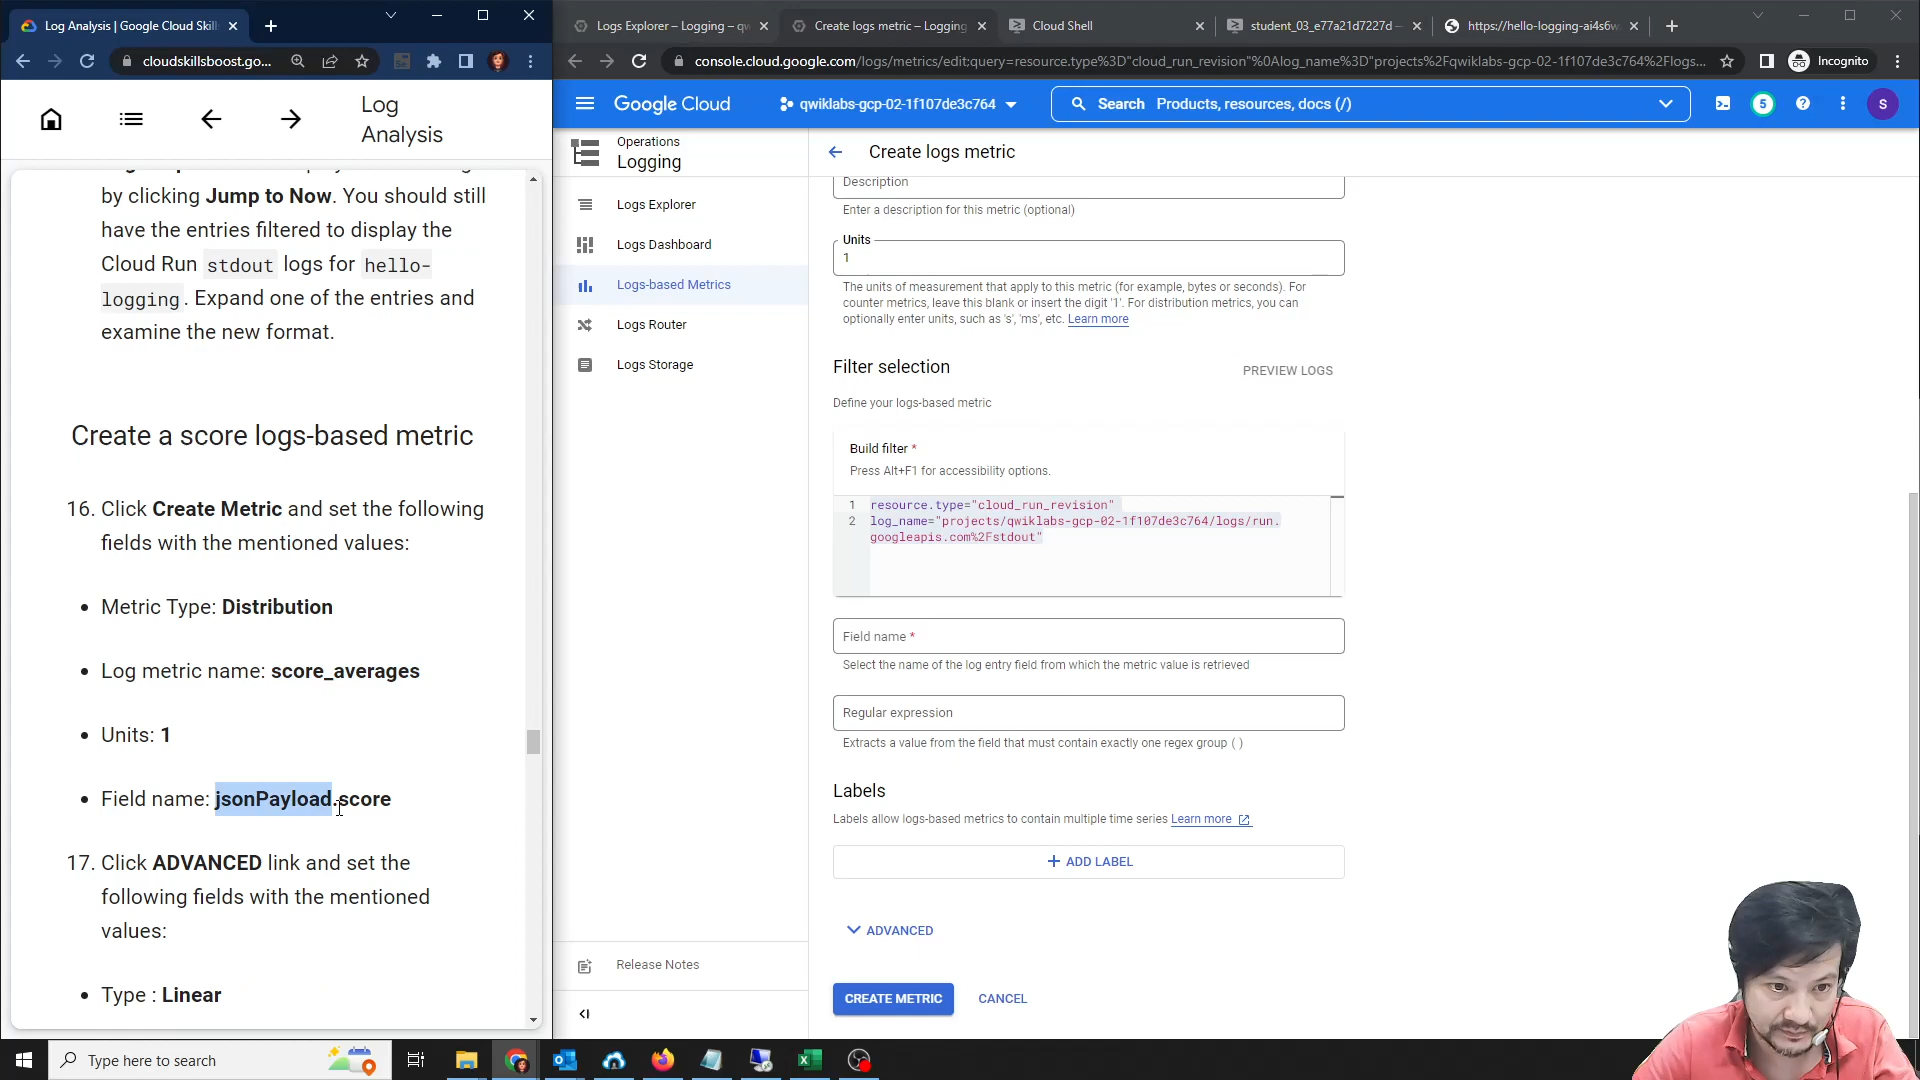 Log Analysis | Google Cloud Skill
cloudskillsboost.go...
Log
Analysis
by clicking Jump to Now. You should still
have the entries filtered to display the
Cloud Run stdout logs for hello-
logging. Expand one of the entries and
examine the new format.
Create a score logs-based metric
16. Click Create Metric and set the following
fields with the mentioned values:
• Metric Type: Distribution
• Log metric name: score_averages
• Units: 1
• Field name: jsonPayload.score
17. Click ADVANCED link and set the
following fields with the mentioned
values:
• Type : Linear
Logs Explorer – Logging – qw
Create logs metric – Logging
Cloud Shell
student_03_e77a21d7227d –
https://hello-logging-ai4s6w
console.cloud.google.com/logs/metrics/edit;query=resource.type%3D"cloud_run_revision"%0Alog_name%3D"projects%2Fqwiklabs-gcp-02-1f107de3c764%2Flogs...
Incognito
Google Cloud
qwiklabs-gcp-02-1f107de3c764
Search Products, resources, docs (/)
5
S
Operations
Logging
Logs Explorer
Logs Dashboard
Logs-based Metrics
Logs Router
Logs Storage
Release Notes
Create logs metric
Description
Enter a description for this metric (optional)
Units
1
The units of measurement that apply to this metric (for example, bytes or seconds). For
counter metrics, leave this blank or insert the digit '1'. For distribution metrics, you can
optionally enter units, such as 's', 'ms', etc. Learn more
Filter selection
PREVIEW LOGS
Define your logs-based metric
Build filter *
Press Alt+F1 for accessibility options.
1 resource.type="cloud_run_revision"
2 log_name="projects/qwiklabs-gcp-02-1f107de3c764/logs/run.
googleapis.com%2Fstdout"
Field name *
Select the name of the log entry field from which the metric value is retrieved
Regular expression
Extracts a value from the field that must contain exactly one regex group ( )
Labels
Labels allow logs-based metrics to contain multiple time series Learn more
+ ADD LABEL
ADVANCED
CREATE METRIC
CANCEL
Type here to search